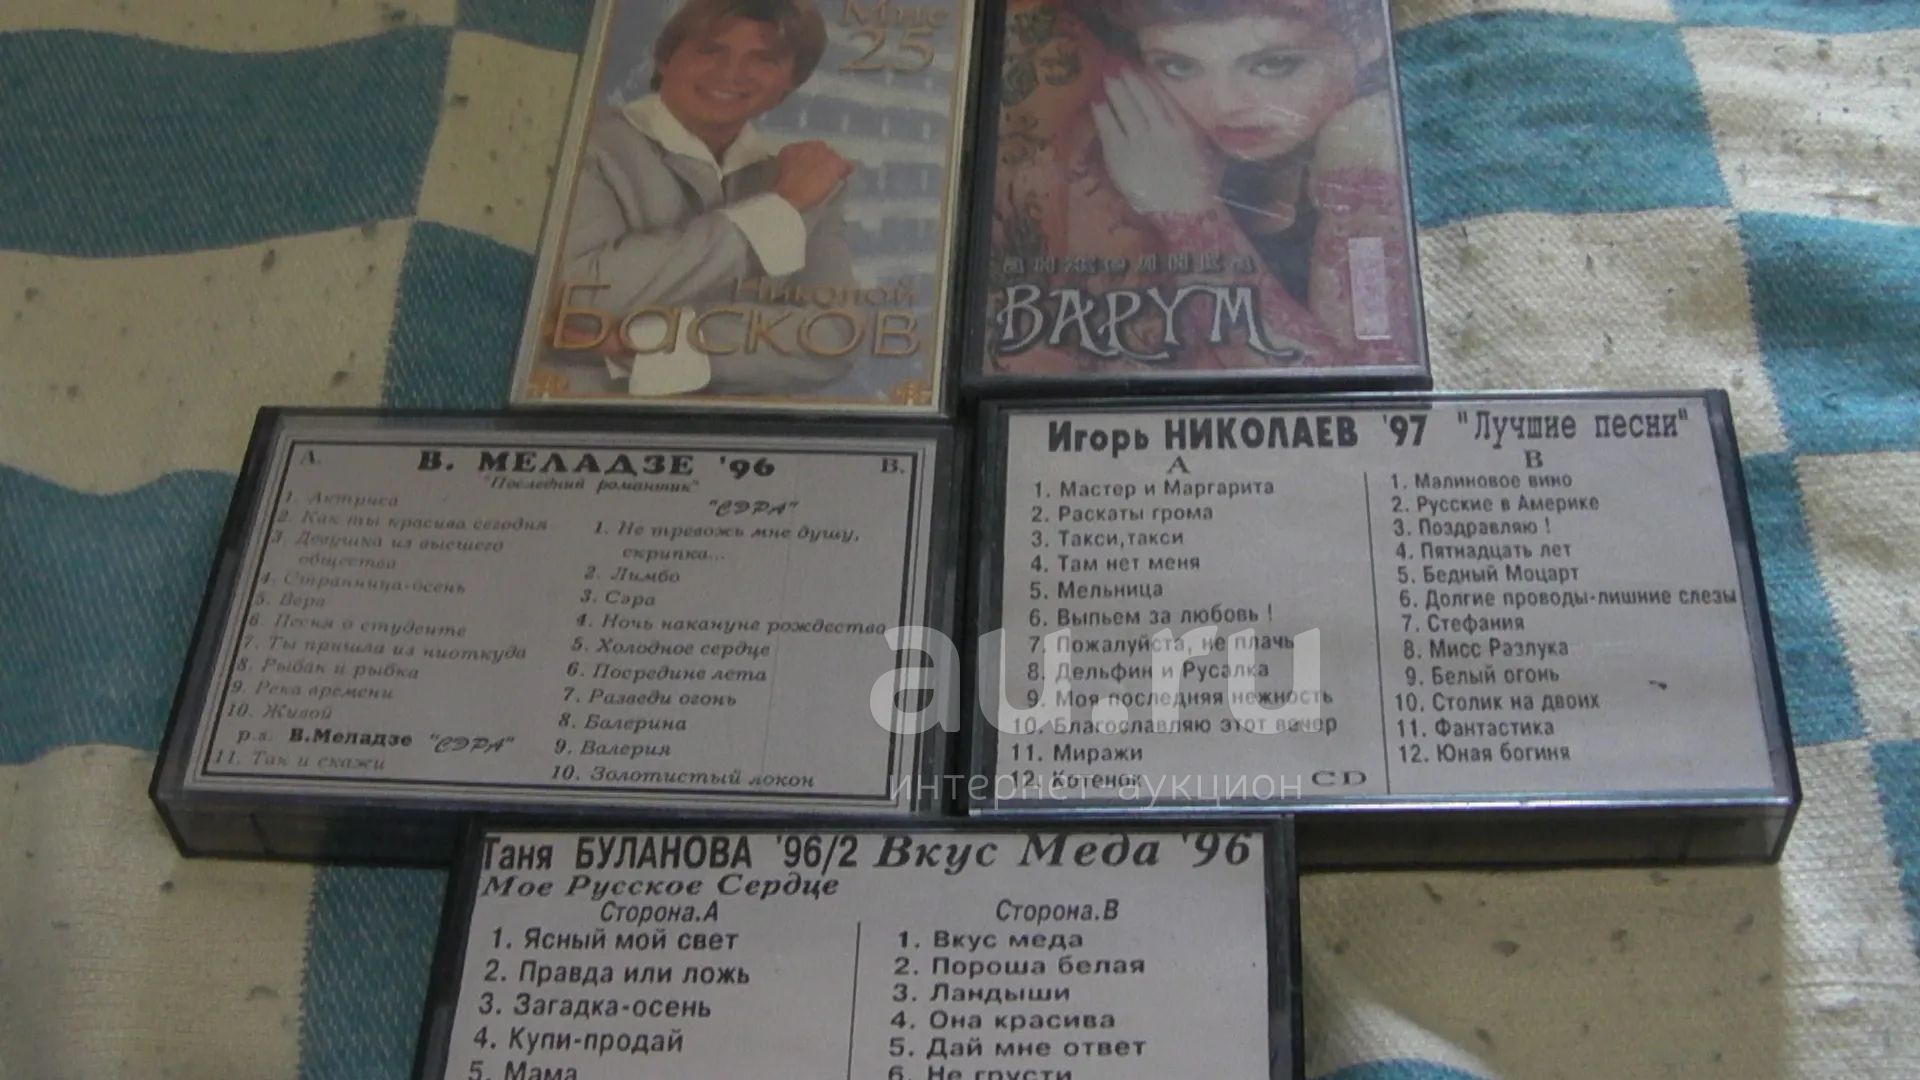 Мне
25
Николай
Басков
анжелика
ВАРУМ
А. В. МЕЛАДЗЕ '96 В.
"Последний романтик"
1. Актриса
2. Как ты красива сегодня
3. Девушка из высшего
общества
4. Странница-осень
5. Вера
6. Песня о студенте
7. Ты пришла из ниоткуда
8. Рыбак и рыбка
9. Река времени
10. Живой
p.s. В.Меладзе "СЭРА"
11. Так и скажи
"СЭРА"
1. Не тревожь мне душу,
скрипка...
2. Лимбо
3. Сэра
4. Ночь накануне рождества
5. Холодное сердце
6. Посредине лета
7. Разведи огонь
8. Балерина
9. Валерия
10. Золотистый локон
Игорь НИКОЛАЕВ '97 "Лучшие песни"
А
1. Мастер и Маргарита
2. Раскаты грома
3. Такси,такси
4. Там нет меня
5. Мельница
6. Выпьем за любовь !
7. Пожалуйста, не плачь
8. Дельфин и Русалка
9. Моя последняя нежность
10. Благославляю этот вечер
11. Миражи
12. Котенок
CD
В
1. Малиновое вино
2. Русские в Америке
3. Поздравляю !
4. Пятнадцать лет
5. Бедный Моцарт
6. Долгие проводы-лишние слезы
7. Стефания
8. Мисс Разлука
9. Белый огонь
10. Столик на двоих
11. Фантастика
12. Юная богиня
au.ru
интернет-аукцион
Таня БУЛАНОВА '96/2 Вкус Меда '96
Мое Русское Сердце
Сторона.А
1. Ясный мой свет
2. Правда или ложь
3. Загадка-осень
4. Купи-продай
5. Мама
Сторона.В
1. Вкус меда
2. Пороша белая
3. Ландыши
4. Она красива
5. Дай мне ответ
6. Не грусти